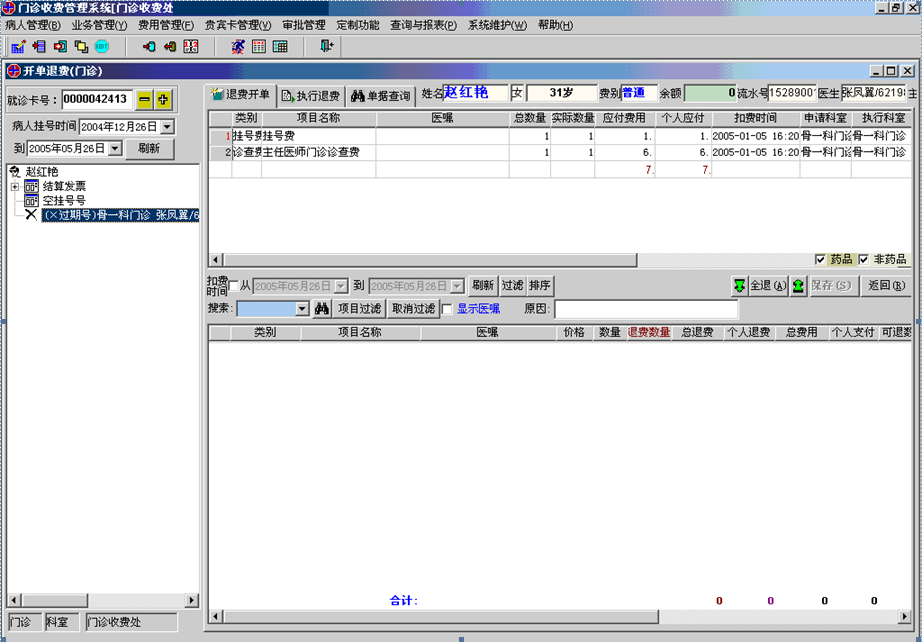 门诊收费管理系统[门诊收费处
病人管理(B) 业务管理(Y) 费用管理(F) 贵宾卡管理(V) 审批管理 定制功能 查询与报表(P) 系统维护(W) 帮助(H)
EDIT
开单退费(门诊)
就诊卡号: 0000042413
病人挂号时间 2004年12月26日
到 2005年05月26日 刷新
赵红艳
结算发票
空挂号号
(×过期号)骨一科门诊 张凤翼/6
退费开单 执行退费 单据查询 姓名 赵红艳 女 31岁 费别 普通 余额 0 流水号 15289001 医生 张凤翼/6219 主
类别 项目名称 医嘱 总数量 实际数量 应付费用 个人应付 扣费时间 申请科室 执行科室
1 挂号费 挂号费 1 1 1. 1. 2005-01-05 16:20 骨一科门诊 骨一科门诊
2 诊查费 主任医师门诊诊查费 1 1 6. 6. 2005-01-05 16:20 骨一科门诊 骨一科门诊
7. 7.
药品 非药品
扣费时间 从 2005年05月26日 到 2005年05月26日 刷新 过滤 排序 全退(A) 保存(S) 返回(R)
搜索: 项目过滤 取消过滤 显示医嘱 原因:
类别 项目名称 医嘱 价格 数量 退费数量 总退费 个人退费 总费用 个人支付 可退数
合计: 0 0 0 0
门诊 科室 门诊收费处